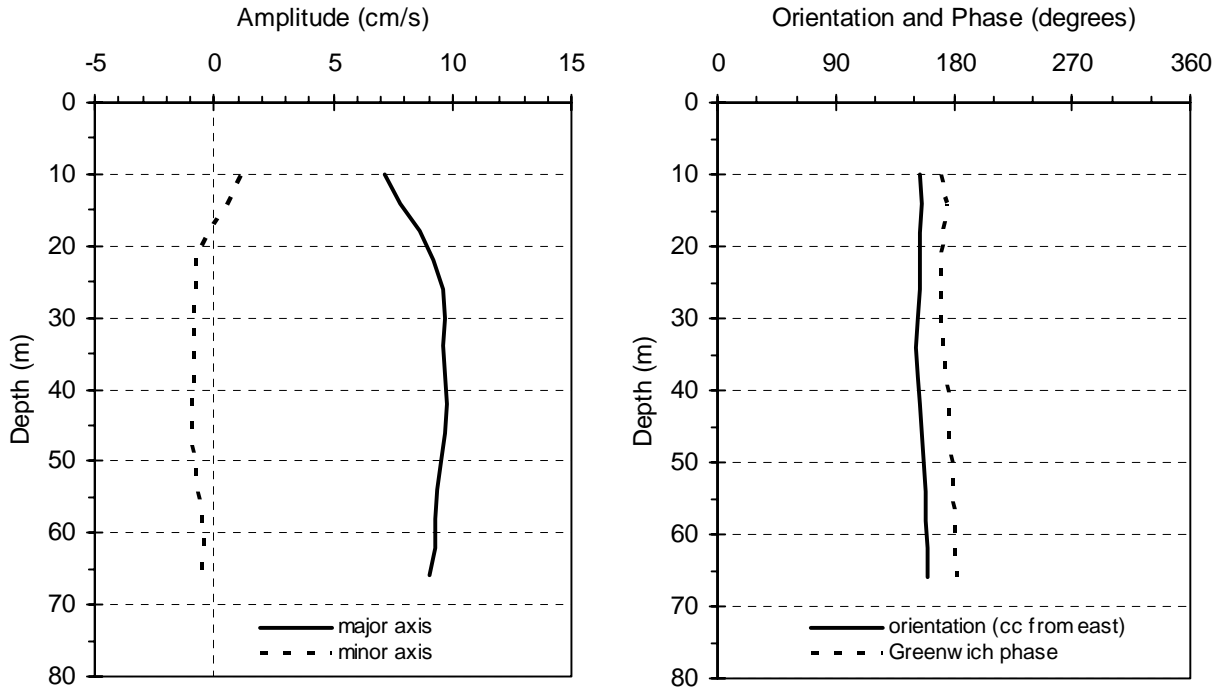 Amplitude (cm/s)
-5 0 5 10 15
0
10
20
30
40
50
60
70
80
Depth (m)
major axis
minor axis
Orientation and Phase (degrees)
0 90 180 270 360
0
10
20
30
40
50
60
70
80
Depth (m)
orientation (cc from east)
Greenwich phase